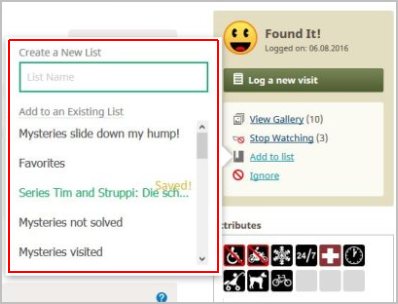 Found It!
Logged on: 06.08.2016
Log a new visit
View Gallery (10)
Stop Watching (3)
Add to list
Ignore
Create a New List
List Name
Add to an Existing List
Mysteries slide down my hump!
Favorites
Series Tim and Struppi: Die sch...
Saved!
Mysteries not solved
Mysteries visited
ttributes
24/7
?